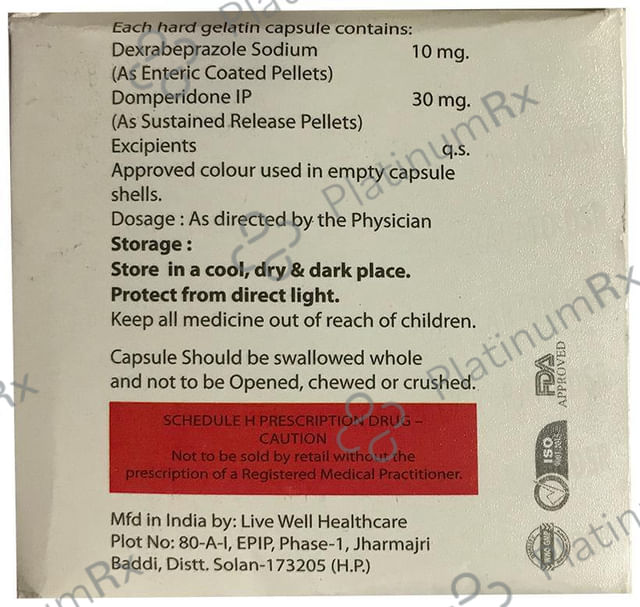 Each hard gelatin capsule contains:
Dexrabeprazole Sodium 10 mg.
(As Enteric Coated Pellets)
Domperidone IP 30 mg.
(As Sustained Release Pellets)
Excipients q.s.
Approved colour used in empty capsule
shells.
Dosage : As directed by the Physician
Storage :
Store in a cool, dry & dark place.
Protect from direct light.
Keep all medicine out of reach of children.
Capsule Should be swallowed whole
and not to be Opened, chewed or crushed.
SCHEDULE H PRESCRIPTION DRUG –
CAUTION
Not to be sold by retail without the
prescription of a Registered Medical Practitioner.
Mfd in India by: Live Well Healthcare
Plot No: 80-A-I, EPIP, Phase-1, Jharmajri
Baddi, Distt. Solan-173205 (H.P.)
FDA
APPROVED
ISO
PlatinumRx
PlatinumRx
PlatinumRx